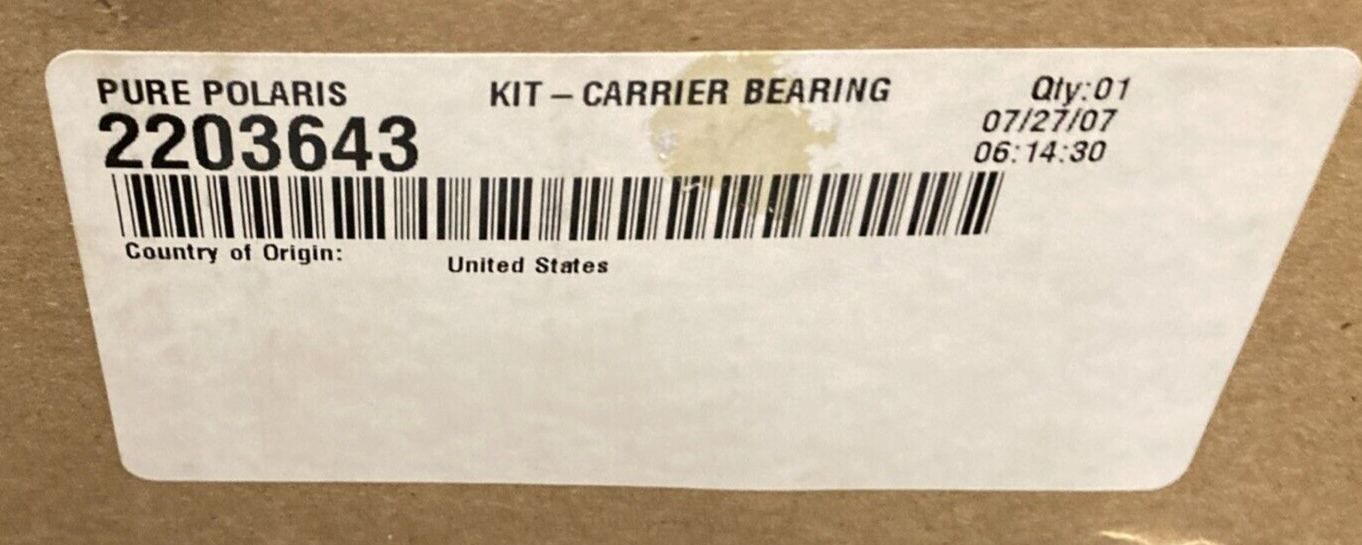 PURE POLARIS KIT – CARRIER BEARING Qty:01
2203643 07/27/07
06:14:30
Country of Origin:
United States